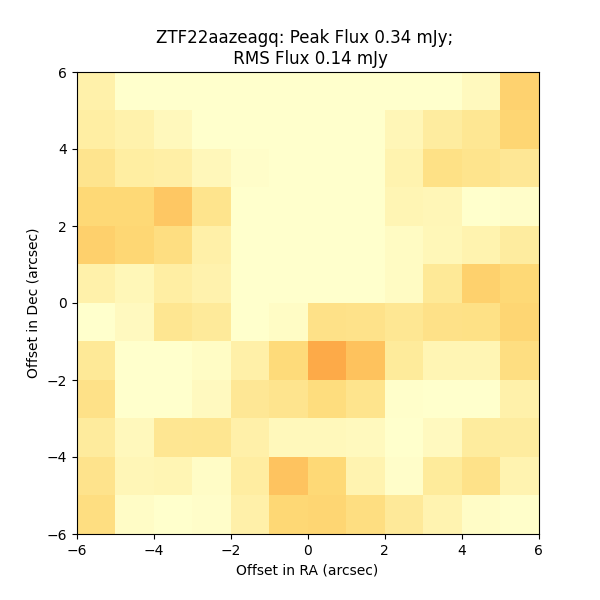 ZTF22aazeagq: Peak Flux 0.34 mJy;
RMS Flux 0.14 mJy
6
4
2
0
−2
−4
−6
Offset in Dec (arcsec)
−6 −4 −2 0 2 4 6
Offset in RA (arcsec)